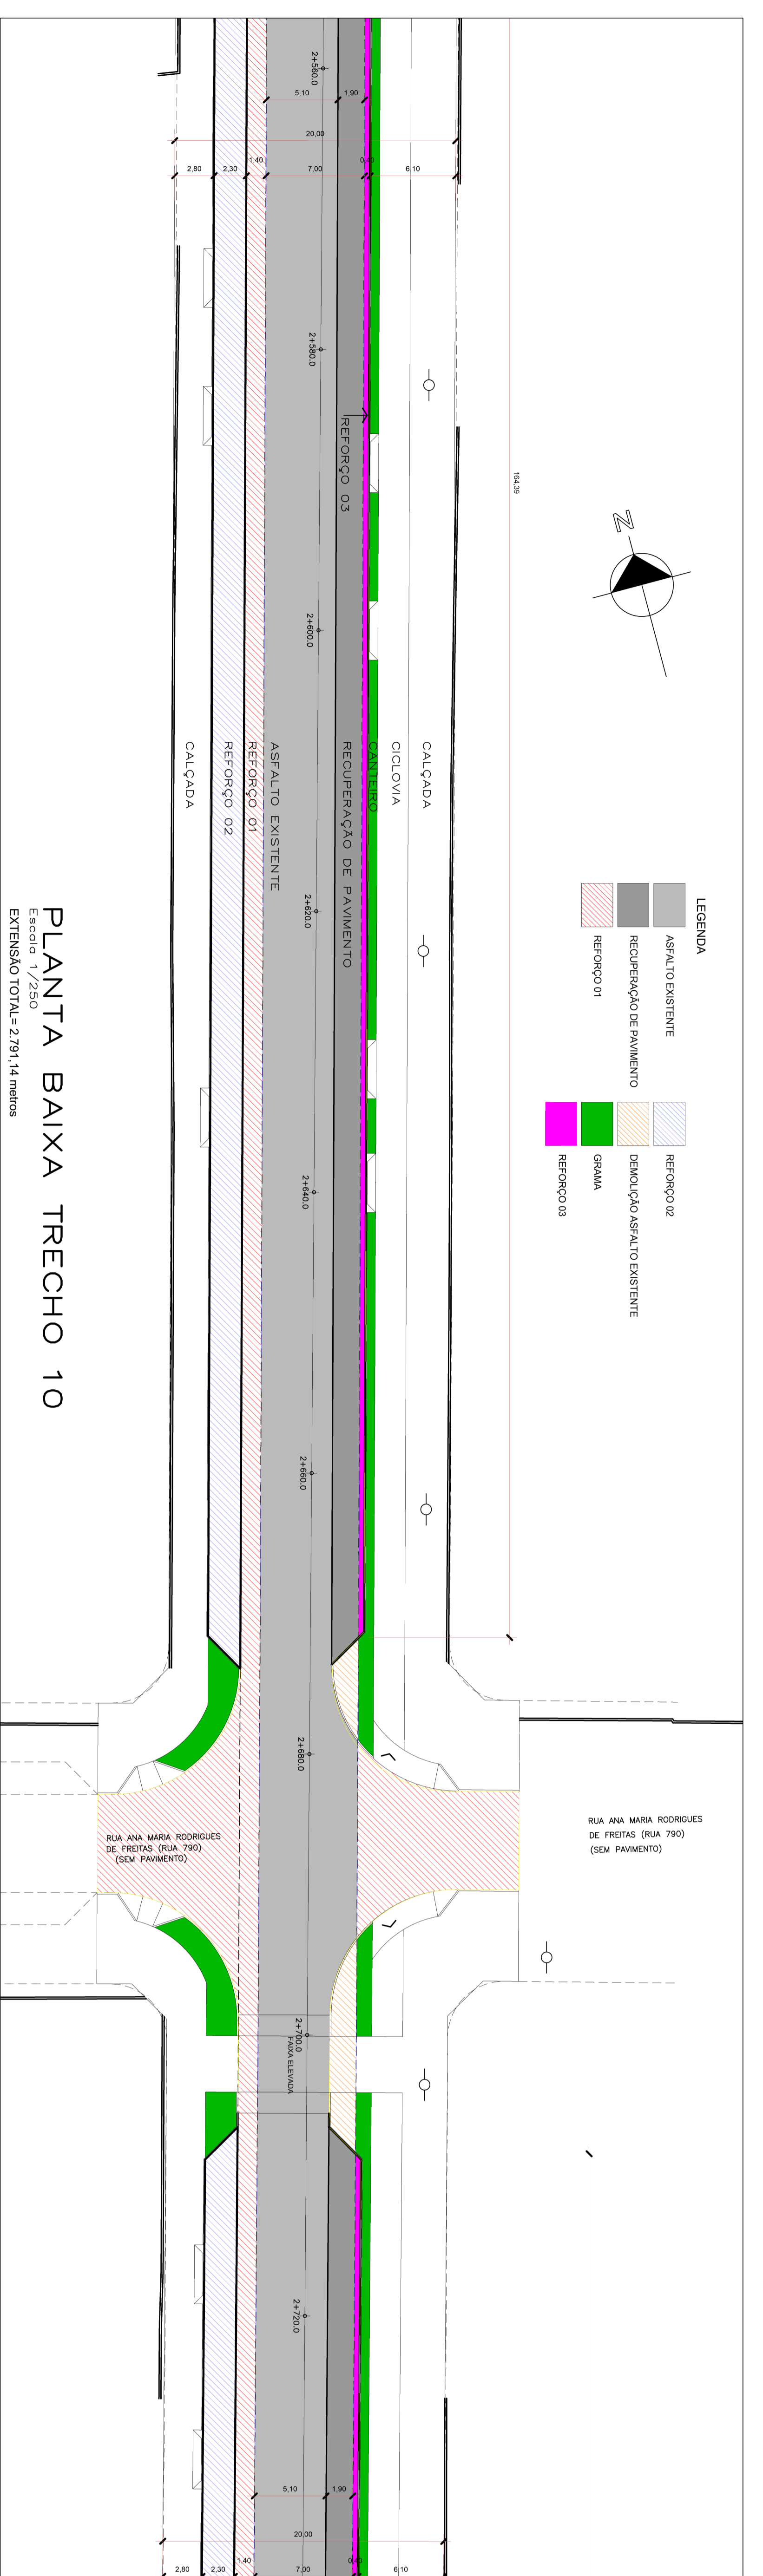 LEGENDA
ASFALTO EXISTENTE
RECUPERAÇÃO DE PAVIMENTO
REFORÇO 01
REFORÇO 02
DEMOLIÇÃO ASFALTO EXISTENTE
GRAMA
REFORÇO 03
164,39
N
2+560.0
5,10
1,90
20,00
2,80
2,30
1,40
7,00
0,40
6,10
2+580.0
REFORÇO 03
2+600.0
CALÇADA
CICLOVIA
CANTEIRO
RECUPERAÇÃO DE PAVIMENTO
ASFALTO EXISTENTE
REFORÇO 01
REFORÇO 02
CALÇADA
2+620.0
2+640.0
2+660.0
2+680.0
RUA ANA MARIA RODRIGUES
DE FREITAS (RUA 790)
(SEM PAVIMENTO)
RUA ANA MARIA RODRIGUES
DE FREITAS (RUA 790)
(SEM PAVIMENTO)
2+700.0
FAIXA ELEVADA
2+720.0
5,10
1,90
20,00
2,80
2,30
1,40
7,00
0,40
6,10
PLANTA BAIXA TRECHO 10
Escala 1/250
EXTENSÃO TOTAL= 2.791,14 metros